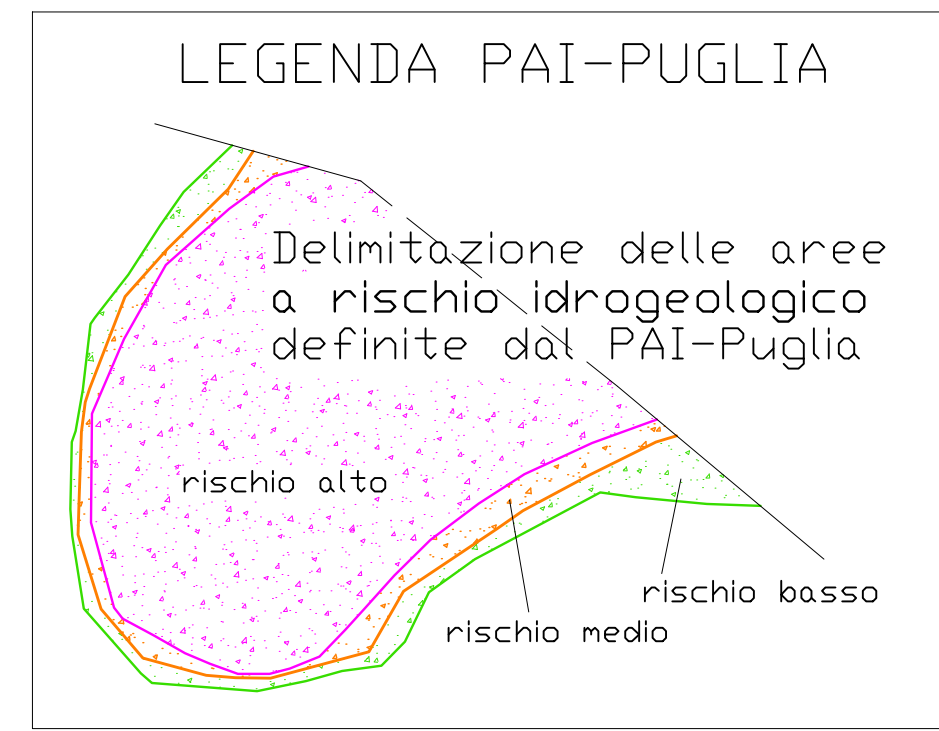 LEGENDA PAI-PUGLIA
Delimitazione delle aree
a rischio idrogeologico
definite dal PAI-Puglia
rischio alto
rischio basso
rischio medio